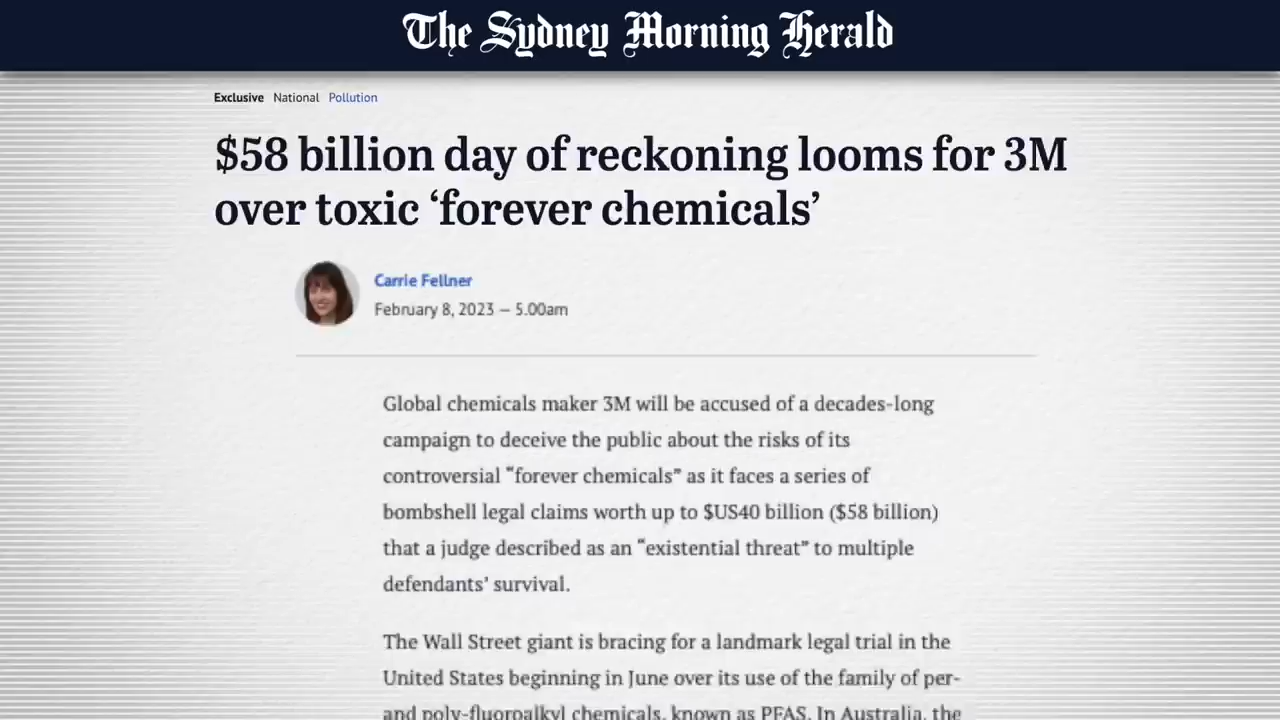 The Sydney Morning Herald
Exclusive National Pollution
$58 billion day of reckoning looms for 3M
over toxic ‘forever chemicals’
Carrie Fellner
February 8, 2023 — 5.00am
Global chemicals maker 3M will be accused of a decades-long
campaign to deceive the public about the risks of its
controversial “forever chemicals” as it faces a series of
bombshell legal claims worth up to $US40 billion ($58 billion)
that a judge described as an “existential threat” to multiple
defendants’ survival.
The Wall Street giant is bracing for a landmark legal trial in the
United States beginning in June over its use of the family of per-
and poly-fluoroalkyl chemicals, known as PFAS. In Australia, the